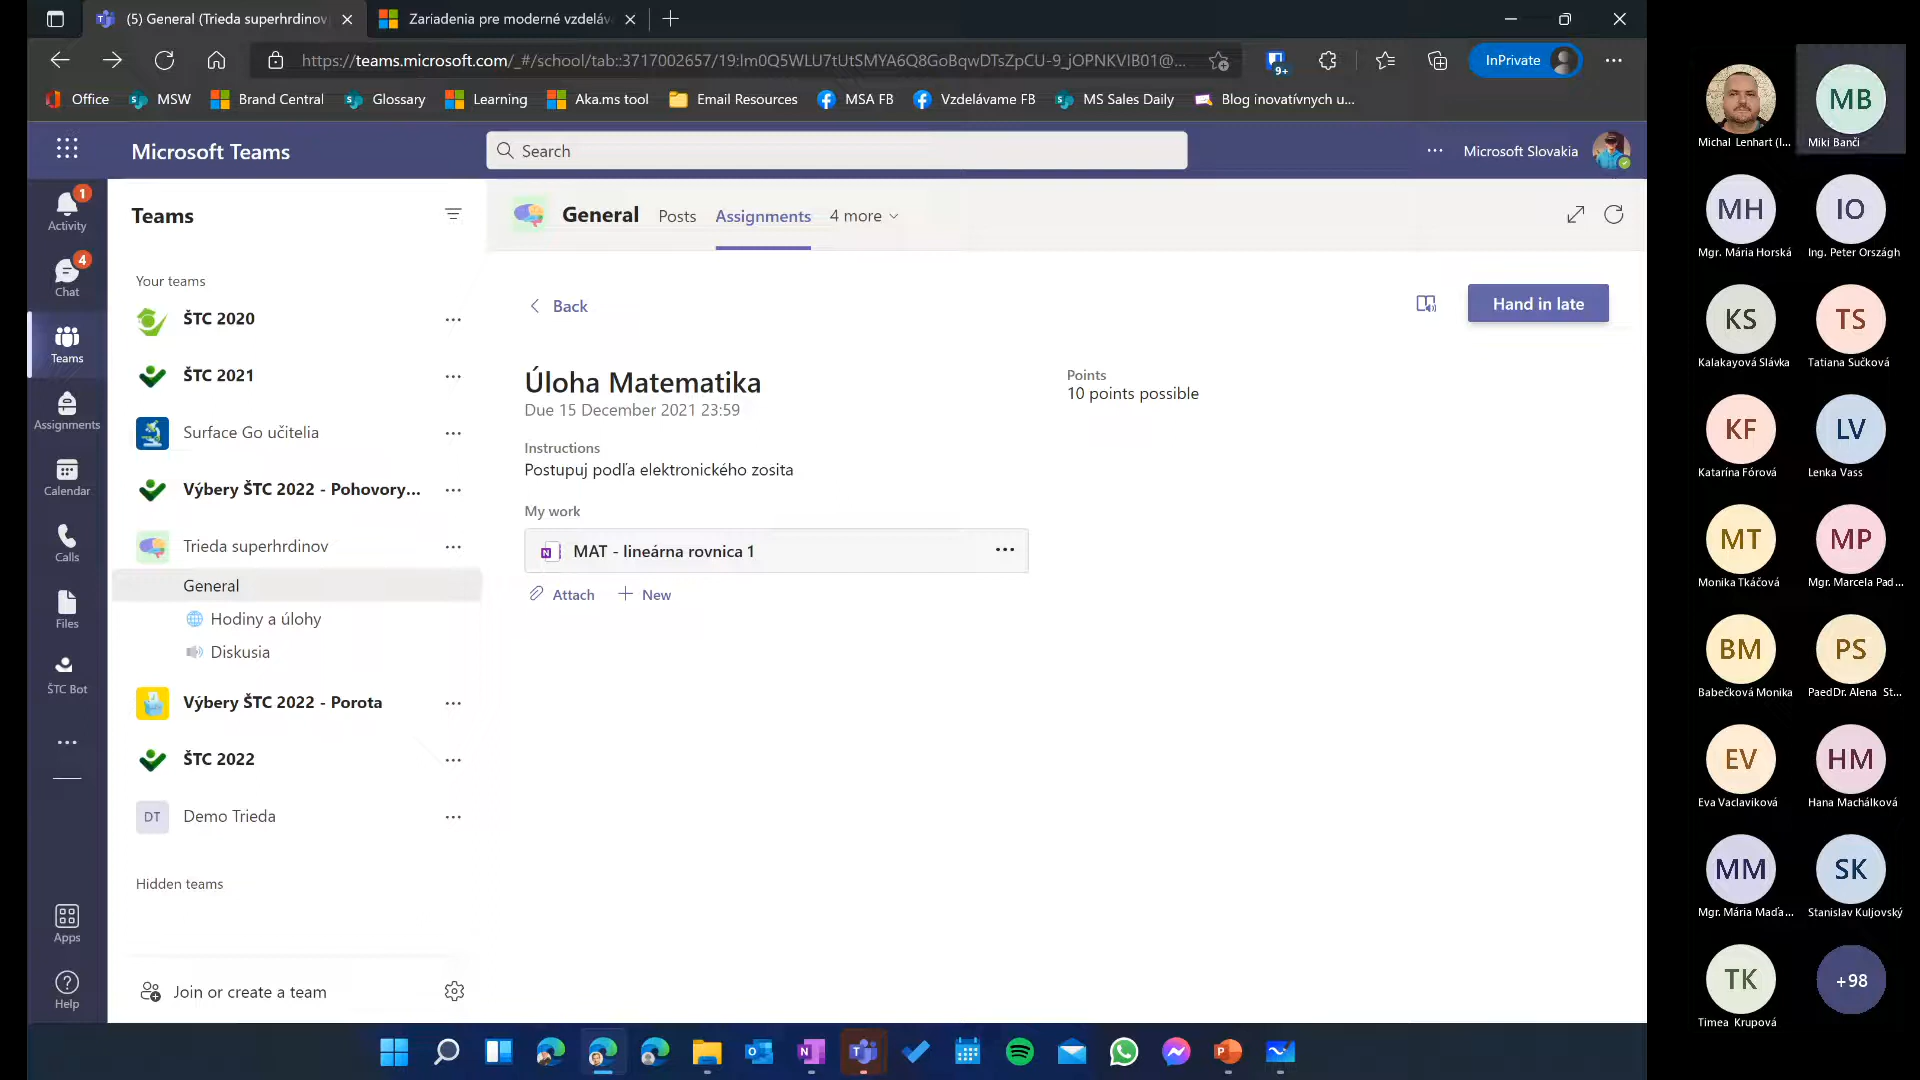 (5) General (Trieda superhrdinov
Zariadenia pre moderné vzdeláv
https://teams.microsoft.com/_#/school/tab::3717002657/19:Im0Q5WLU7tUtSMYA6Q8GoBqwDTsZpCU-9_jOPNKVIB01@...
9+
InPrivate
Office
MSW
Brand Central
Glossary
Learning
Aka.ms tool
Email Resources
MSA FB
Vzdelávame FB
MS Sales Daily
Blog inovatívnych u...
Microsoft Teams
Search
Microsoft Slovakia
1
Activity
4
Chat
Teams
Assignments
Calendar
Calls
Files
ŠTC Bot
Apps
Help
Teams
Your teams
ŠTC 2020
ŠTC 2021
Surface Go učitelia
Výbery ŠTC 2022 - Pohovory...
Trieda superhrdinov
General
Hodiny a úlohy
Diskusia
Výbery ŠTC 2022 - Porota
ŠTC 2022
DT
Demo Trieda
Hidden teams
Join or create a team
General
Posts
Assignments
4 more
Back
Hand in late
Úloha Matematika
Due 15 December 2021 23:59
Points
10 points possible
Instructions
Postupuj podľa elektronického zosita
My work
MAT - lineárna rovnica 1
Attach
New
Michal Lenhart (I...
MB
Miki Banči
MH
Mgr. Mária Horská
IO
Ing. Peter Országh
KS
Kalakayová Slávka
TS
Tatiana Sučková
KF
Katarína Fórová
LV
Lenka Vass
MT
Monika Tkáčová
MP
Mgr. Marcela Pad...
BM
Babečková Monika
PS
PaedDr. Alena St...
EV
Eva Vaclavíková
HM
Hana Machálková
MM
Mgr. Mária Maďa...
SK
Stanislav Kuljovský
TK
Timea Krupová
+98